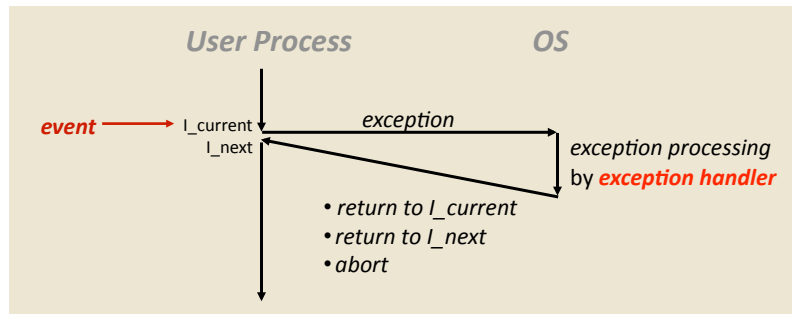 User Process OS
event I_current exception
I_next
exception processing
by exception handler
• return to I_current
• return to I_next
• abort